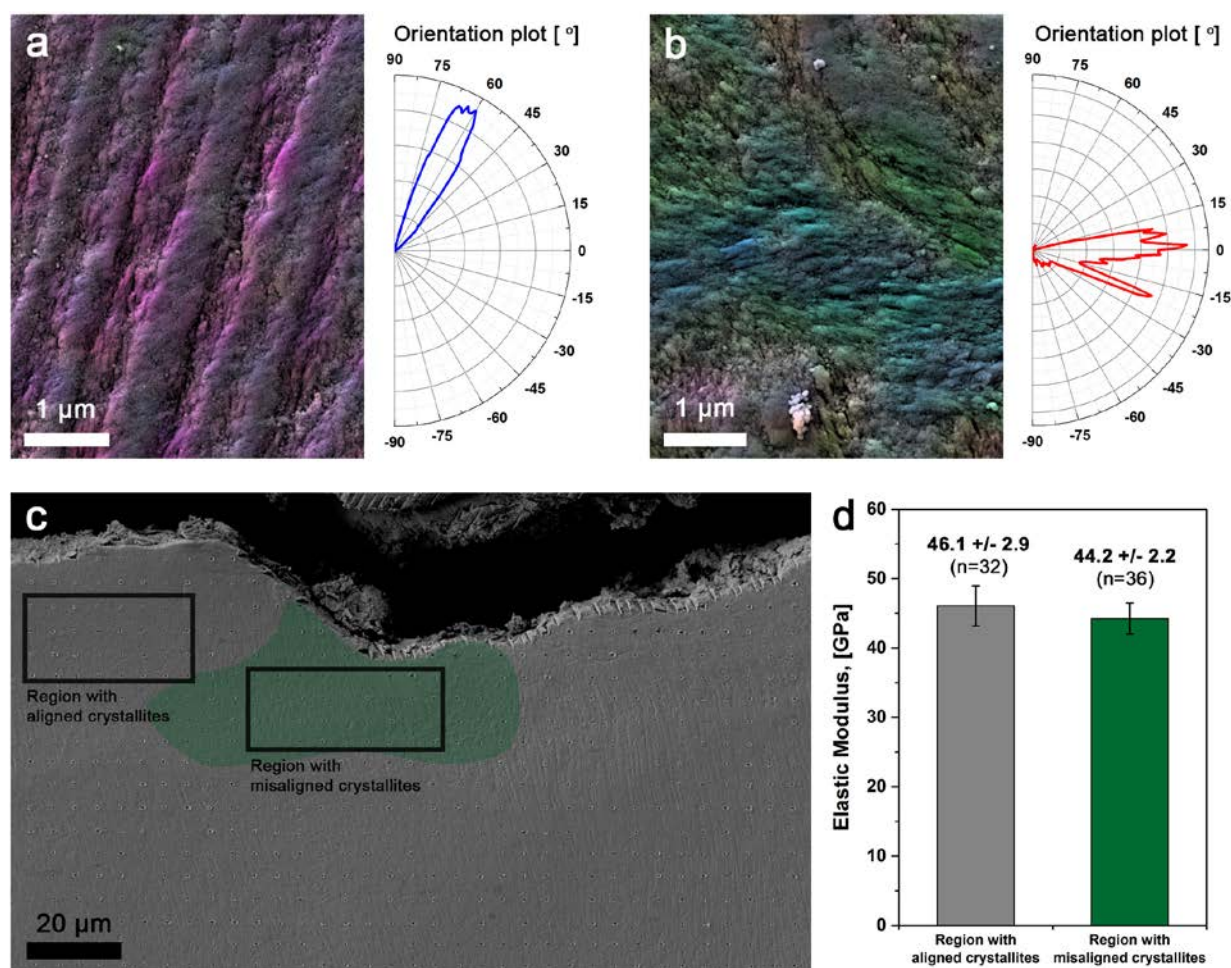 a
Orientation plot [ º]
90
75
60
45
30
15
0
-15
-30
-45
-60
-75
-90
1 µm
b
Orientation plot [ º]
90
75
60
45
30
15
0
-15
-30
-45
-60
-75
-90
1 µm
c
Region with
aligned crystallites
Region with
misaligned crystallites
20 µm
d
Elastic Modulus, [GPa]
60
50
40
30
20
10
0
46.1 +/- 2.9
(n=32)
44.2 +/- 2.2
(n=36)
Region with
aligned crystallites
Region with
misaligned crystallites